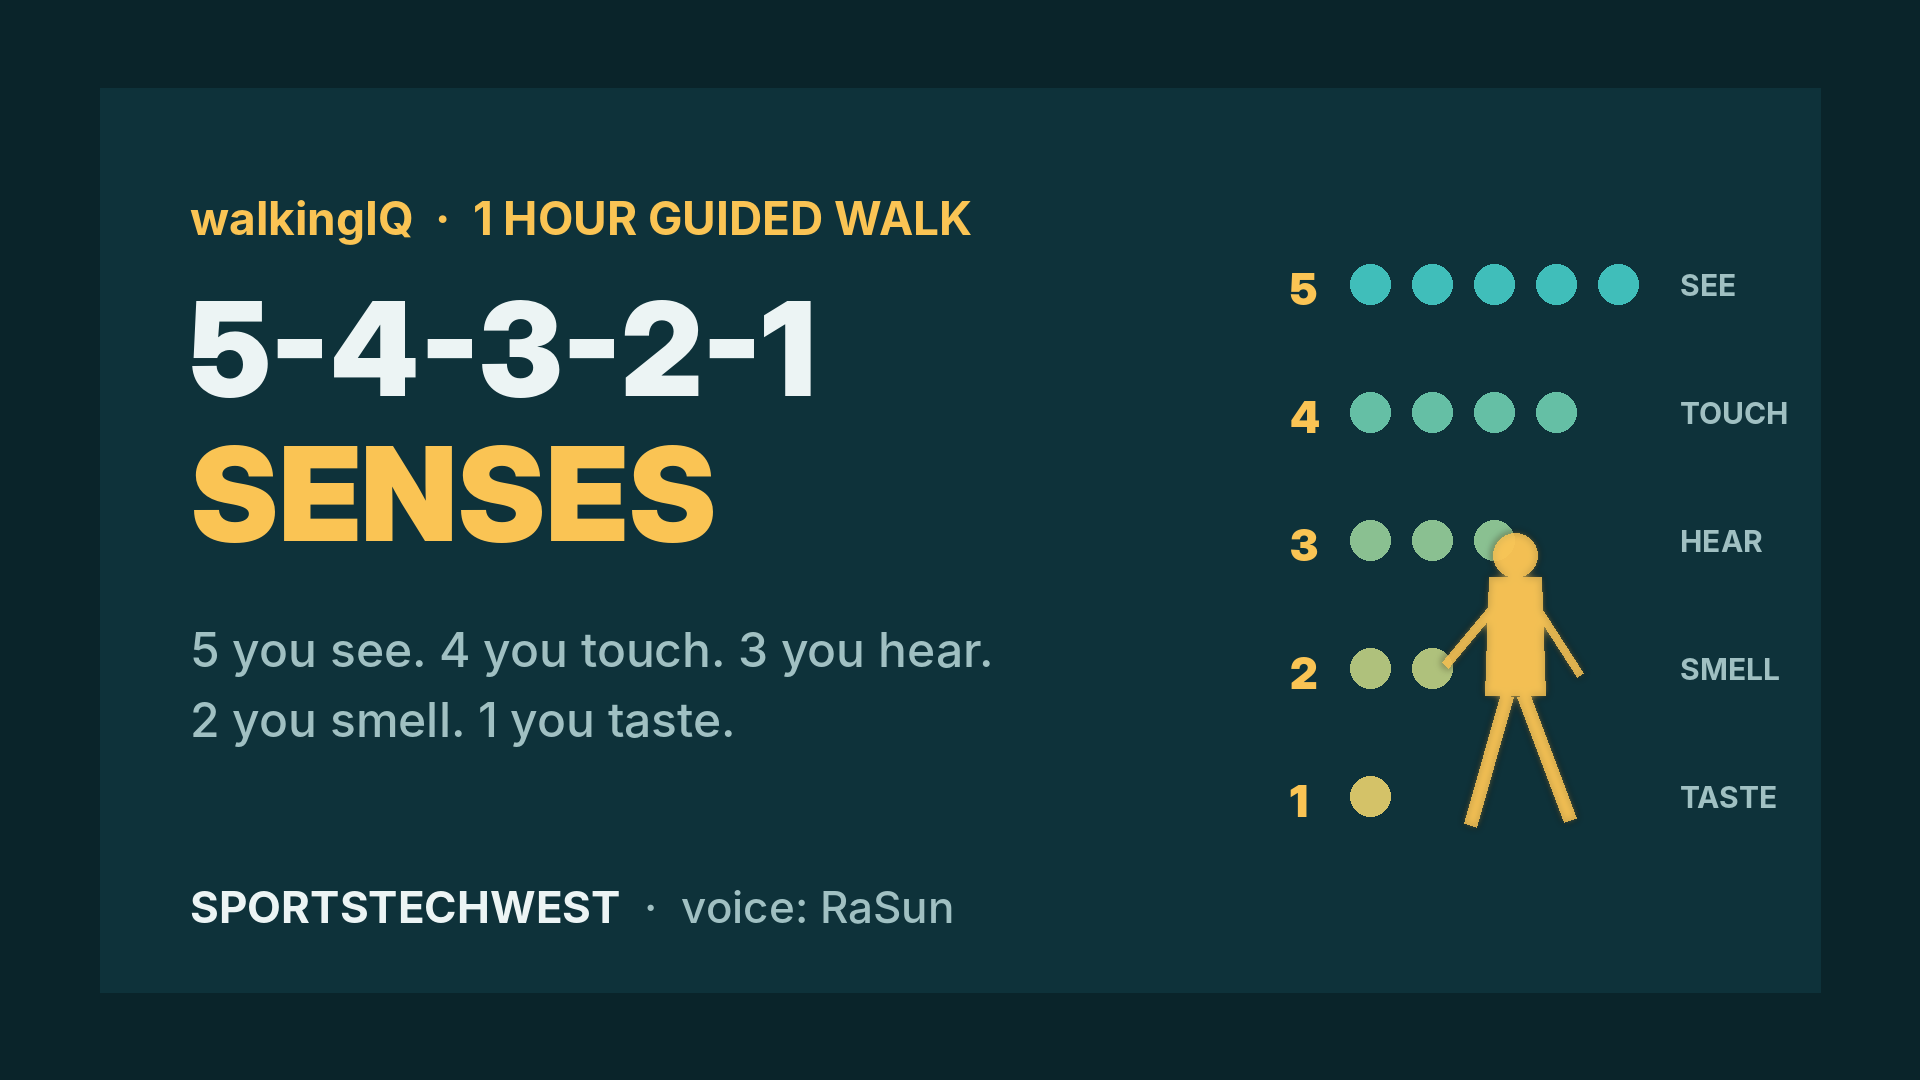 walkingIQ · 1 HOUR GUIDED WALK
5-4-3-2-1
SENSES
5 you see. 4 you touch. 3 you hear.
2 you smell. 1 you taste.
SPORTSTECHWEST · voice: RaSun
5 SEE
4 TOUCH
3 HEAR
2 SMELL
1 TASTE